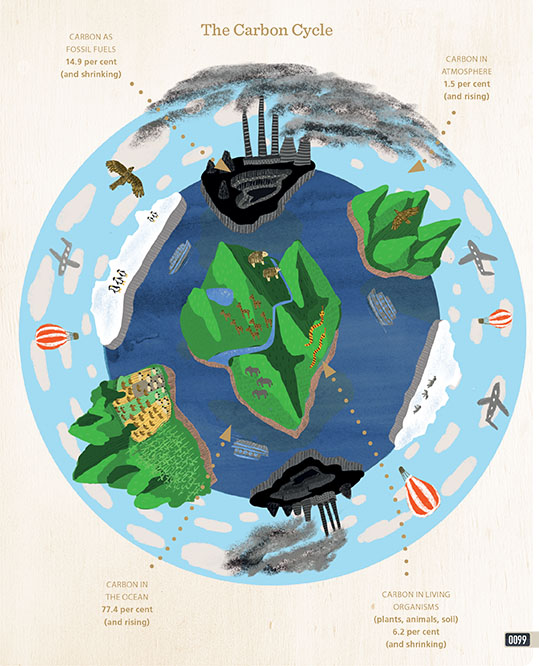 The Carbon Cycle
CARBON AS
FOSSIL FUELS
14.9 per cent
(and shrinking)
CARBON IN
ATMOSPHERE
1.5 per cent
(and rising)
CARBON IN
THE OCEAN
77.4 per cent
(and rising)
CARBON IN LIVING
ORGANISMS
(plants, animals, soil)
6.2 per cent
(and shrinking)
0099